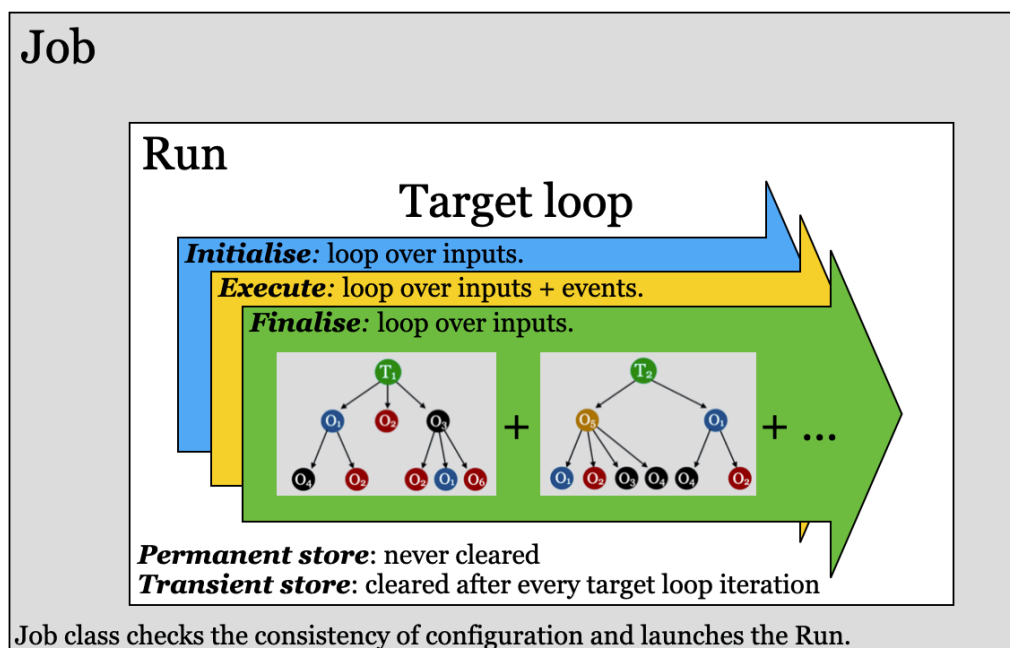 Job
Run
Target loop
Initialise: loop over inputs.
Execute: loop over inputs + events.
Finalise: loop over inputs.
T₁ T₂
O₁ O₂ O₃ + O₅ O₁ + ...
O₄ O₂ O₂ O₁ O₆ O₁ O₂ O₃ O₄ O₄ O₂
Permanent store: never cleared
Transient store: cleared after every target loop iteration
Job class checks the consistency of configuration and launches the Run.